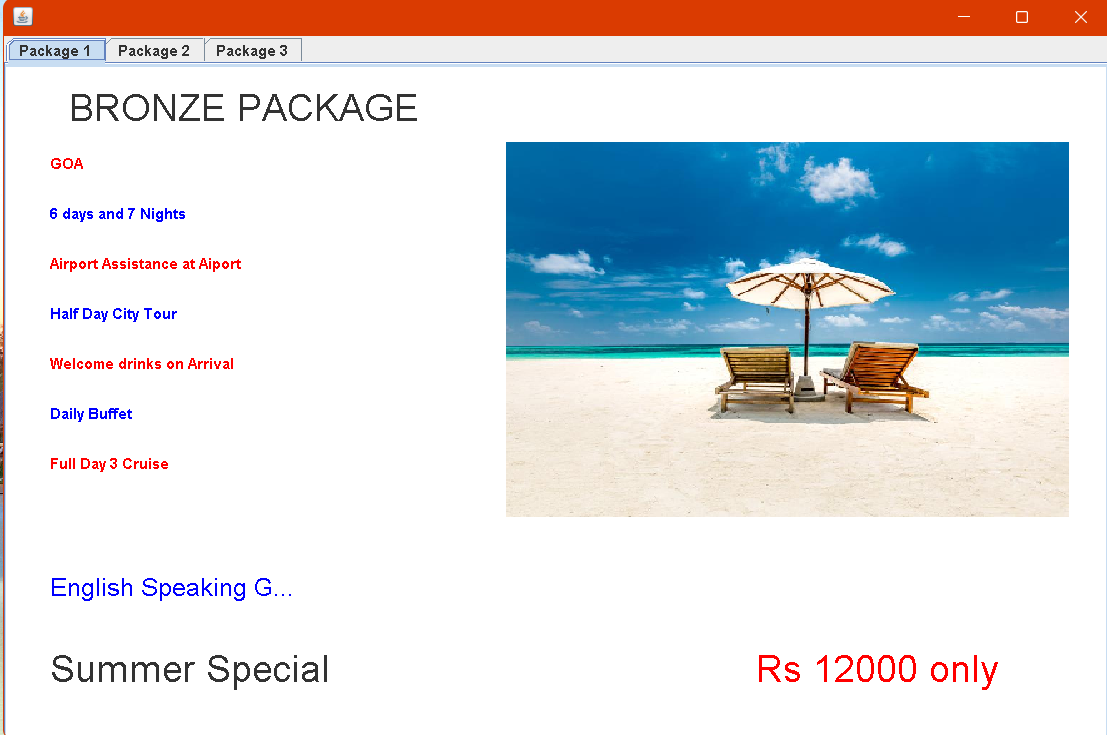 Package 1 Package 2 Package 3
BRONZE PACKAGE
GOA
6 days and 7 Nights
Airport Assistance at Aiport
Half Day City Tour
Welcome drinks on Arrival
Daily Buffet
Full Day 3 Cruise
English Speaking G...
Summer Special
Rs 12000 only